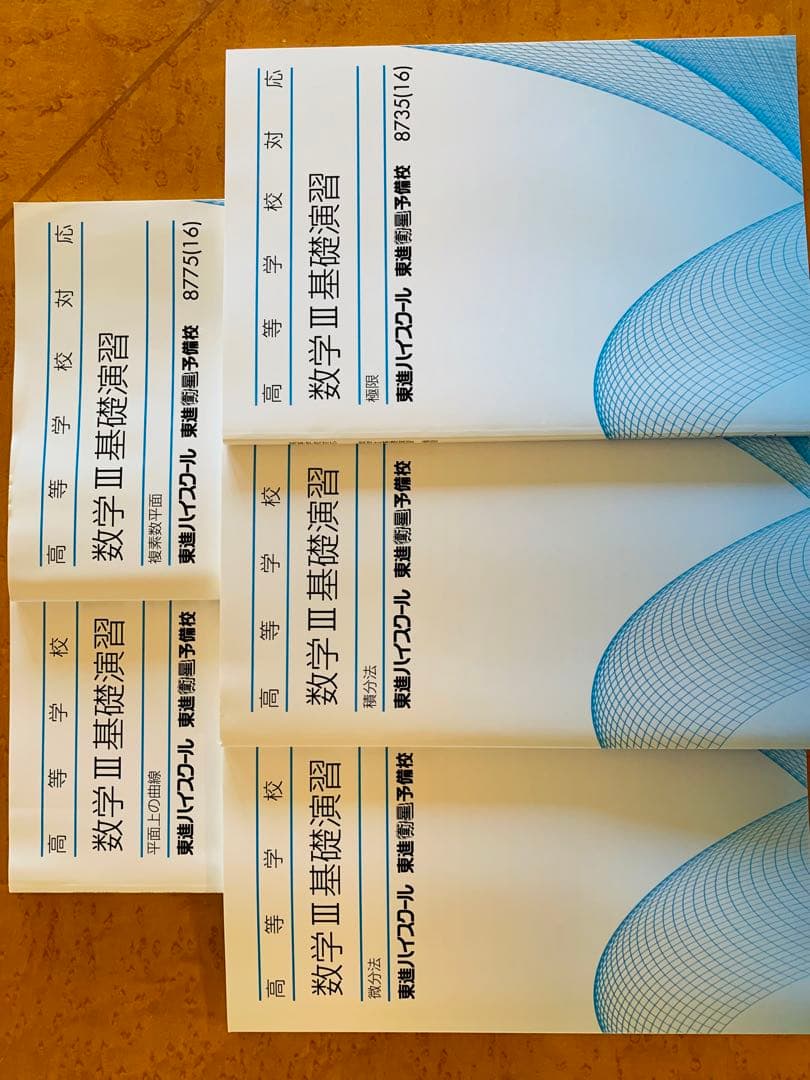 高等学校対応
数学Ⅲ基礎演習
複素数平面
東進ハイスクール 東進衛星予備校 8775(16)
高等学校
数学Ⅲ基礎演習
平面上の曲線
東進ハイスクール 東進衛星予備校
高等学校対応
数学Ⅲ基礎演習
極限
東進ハイスクール 東進衛星予備校 8735(16)
高等学校
数学Ⅲ基礎演習
積分法
東進ハイスクール 東進衛星予備校
高等学校
数学Ⅲ基礎演習
微分法
東進ハイスクール 東進衛星予備校